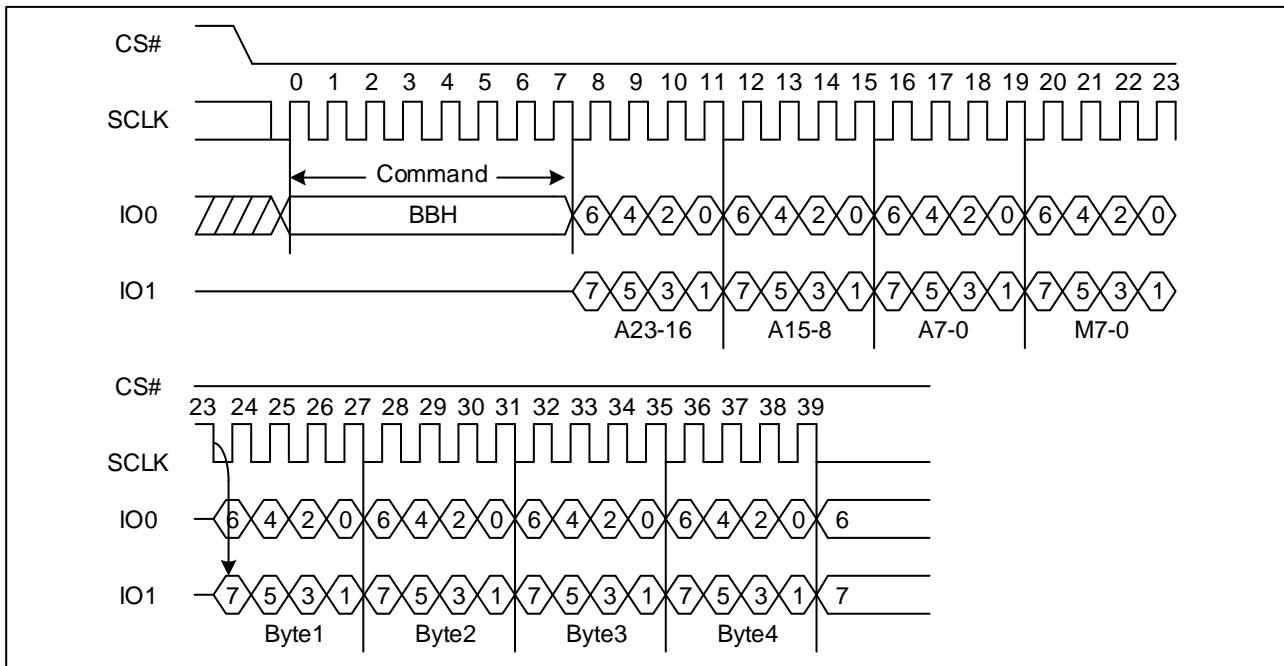 CS#
0 1 2 3 4 5 6 7 8 9 10 11 12 13 14 15 16 17 18 19 20 21 22 23
SCLK
Command
IO0 BBH 6 4 2 0 6 4 2 0 6 4 2 0 6 4 2 0
IO1 7 5 3 1 7 5 3 1 7 5 3 1 7 5 3 1
A23-16 A15-8 A7-0 M7-0
CS#
23 24 25 26 27 28 29 30 31 32 33 34 35 36 37 38 39
SCLK
IO0 6 4 2 0 6 4 2 0 6 4 2 0 6 4 2 0 6
IO1 7 5 3 1 7 5 3 1 7 5 3 1 7 5 3 1 7
Byte1 Byte2 Byte3 Byte4